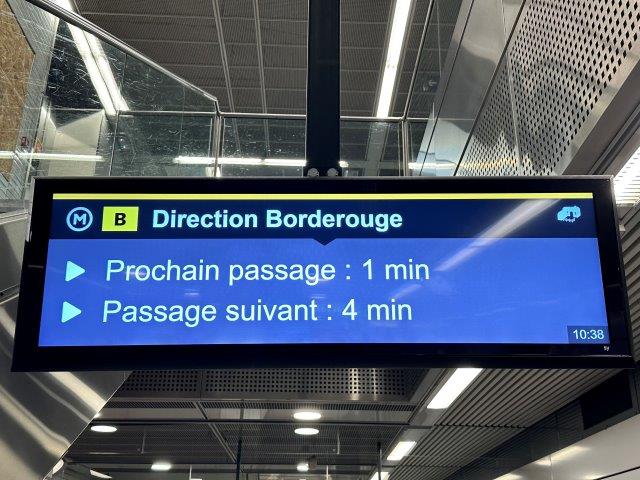 M B Direction Borderouge
Prochain passage : 1 min
Passage suivant : 4 min
10:38